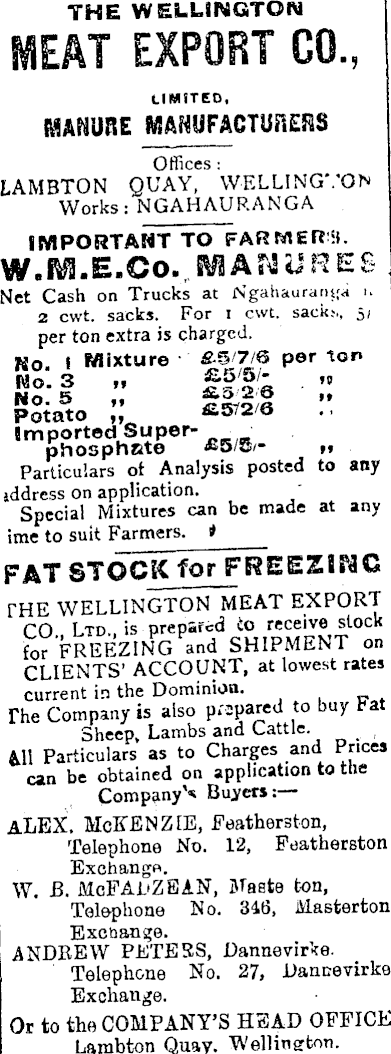 THE WELLINGTON
MEAT EXPORT CO.,
LIMITED,
MANURE MANUFACTURERS
Offices:
LAMBTON QUAY, WELLINGTON
Works: NGAHAURANGA
IMPORTANT TO FARMERS.
W.M.E.Co. MANURES
Net Cash on Trucks at Ngahauranga
2 cwt. sacks. For 1 cwt. sacks, 5/
per ton extra is charged.
No. 1 Mixture £5/7/6 per ton
No. 3 „ £5/5/- „
No. 5 „ £5/2/6 „
Potato „ £5/2/6 „
Imported Super-
phosphate £5/5/- „
Particulars of Analysis posted to any
address on application.
Special Mixtures can be made at any
time to suit Farmers.
FAT STOCK for FREEZING
THE WELLINGTON MEAT EXPORT
CO., LTD., is prepared to receive stock
for FREEZING and SHIPMENT on
CLIENTS' ACCOUNT, at lowest rates
current in the Dominion.
The Company is also prepared to buy Fat
Sheep, Lambs and Cattle.
All Particulars as to Charges and Prices
can be obtained on application to the
Company's Buyers:—
ALEX. McKENZIE, Featherston,
Telephone No. 12, Featherston
Exchange.
W. B. McFADZEAN, Maste ton,
Telephone No. 346, Masterton
Exchange.
ANDREW PETERS, Dannevirke.
Telephone No. 27, Dannevirke
Exchange.
Or to the COMPANY'S HEAD OFFICE
Lambton Quay, Wellington.